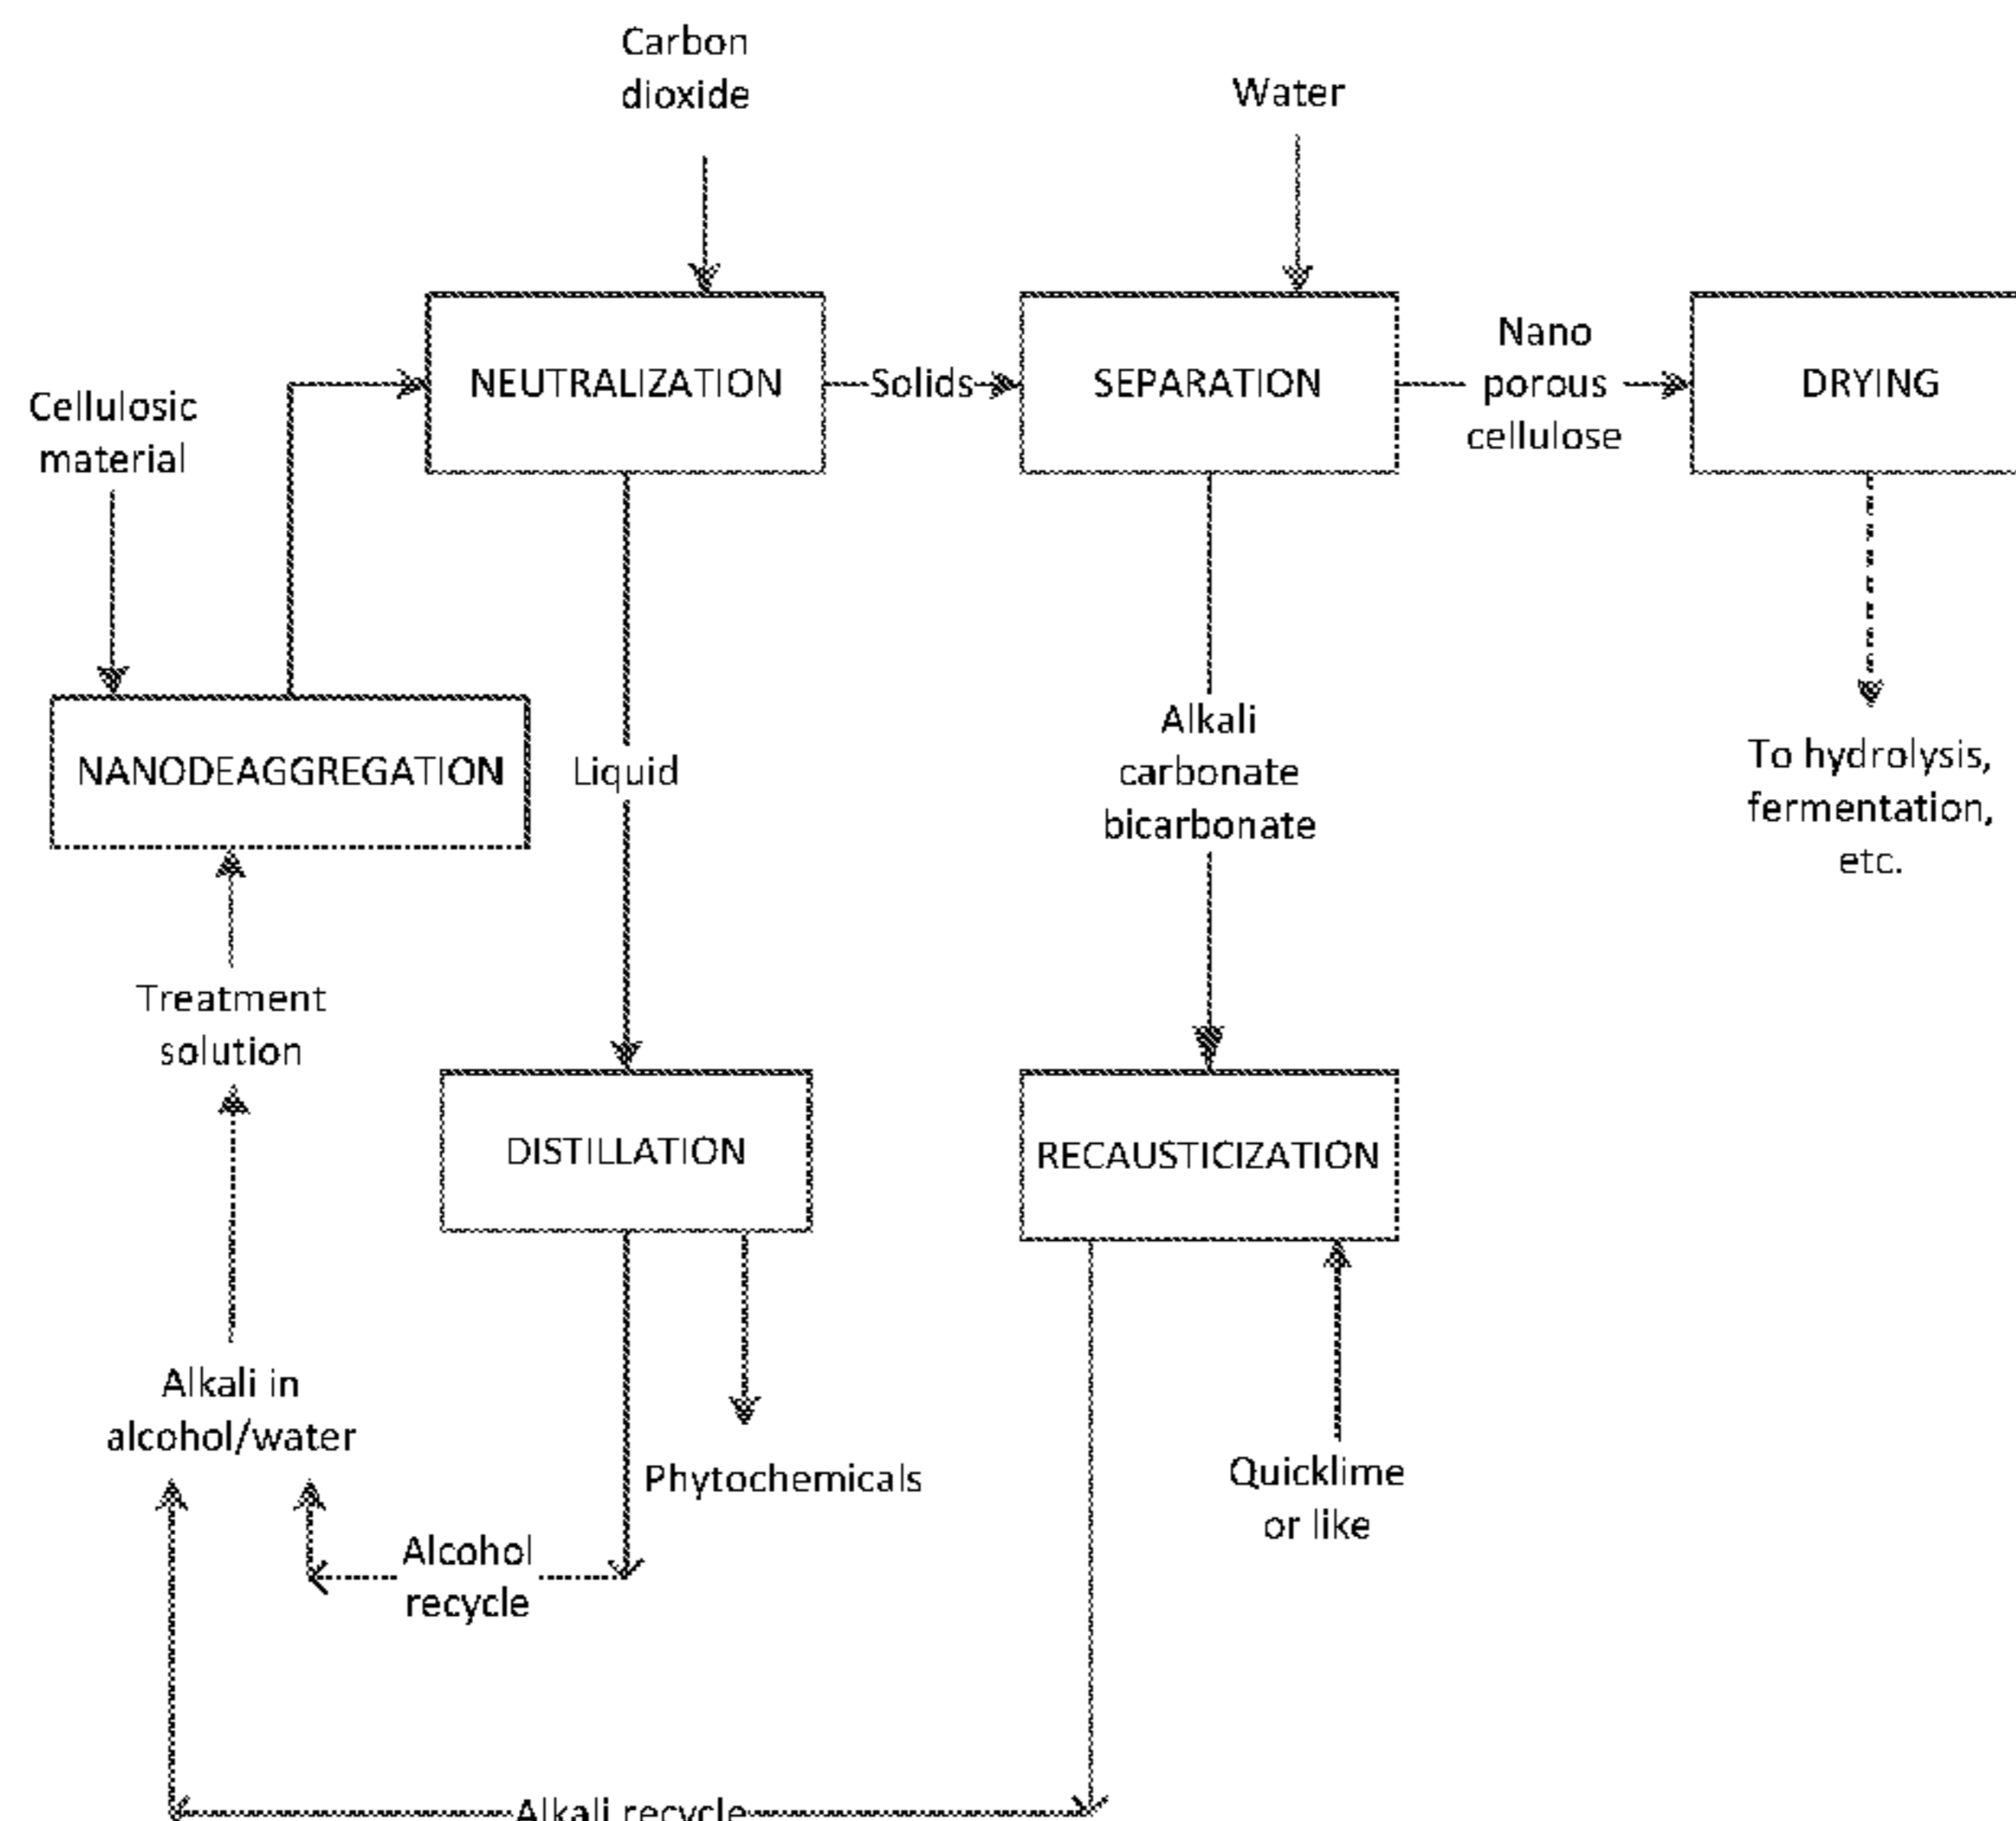 Carbon
dioxide
Water
NEUTRALIZATION
Solids
SEPARATION
Nano
porous
cellulose
DRYING
Cellulosic
material
NANODEAGGREGATION
Liquid
Alkali
carbonate
bicarbonate
To hydrolysis,
fermentation,
etc.
Treatment
solution
DISTILLATION
RECAUSTICIZATION
Alkali in
alcohol/water
Phytochemicals
Quicklime
or like
Alcohol
recycle
Alkali recycle